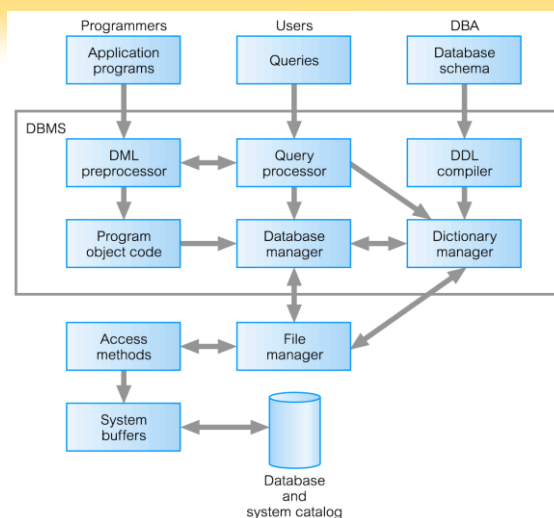 Programmers
Users
DBA
Application
programs
Queries
Database
schema
DBMS
DML
preprocessor
Query
processor
DDL
compiler
Program
object code
Database
manager
Dictionary
manager
Access
methods
File
manager
System
buffers
Database
and
system catalog